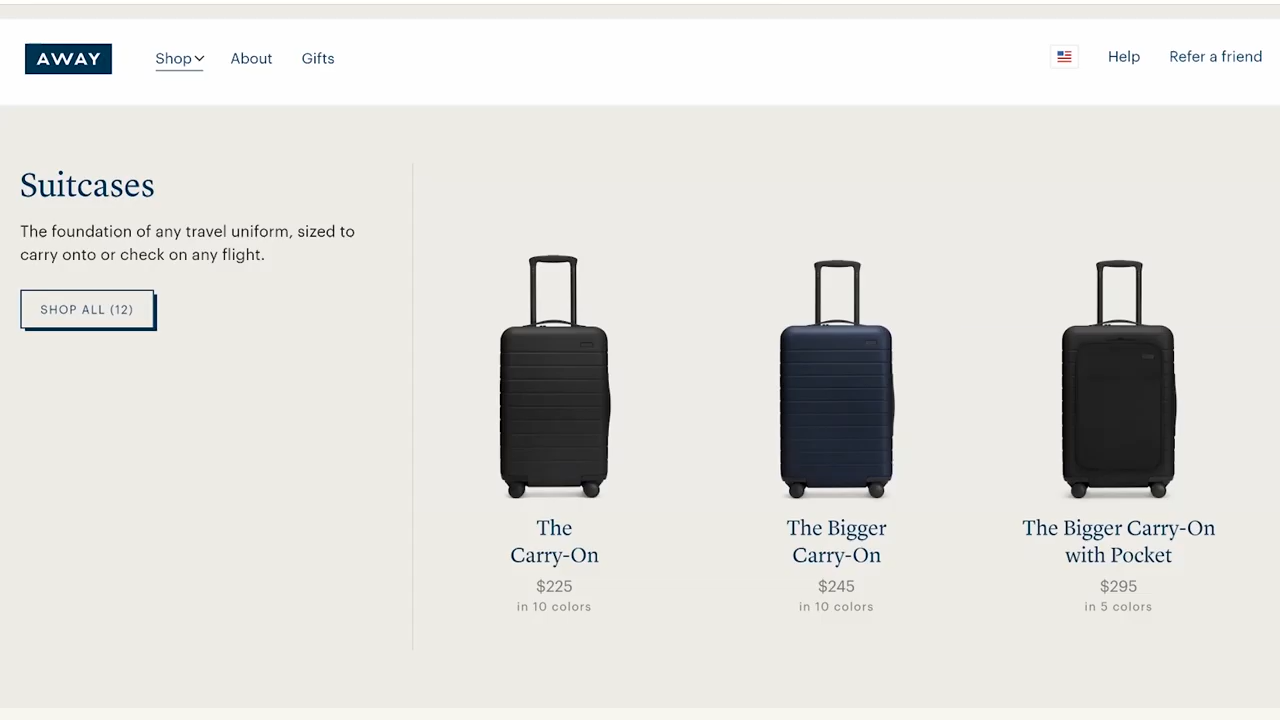 AWAY
Shop
About
Gifts
Help
Refer a friend
Suitcases
The foundation of any travel uniform, sized to
carry onto or check on any flight.
SHOP ALL (12)
The
Carry-On
$225
in 10 colors
The Bigger
Carry-On
$245
in 10 colors
The Bigger Carry-On
with Pocket
$295
in 5 colors